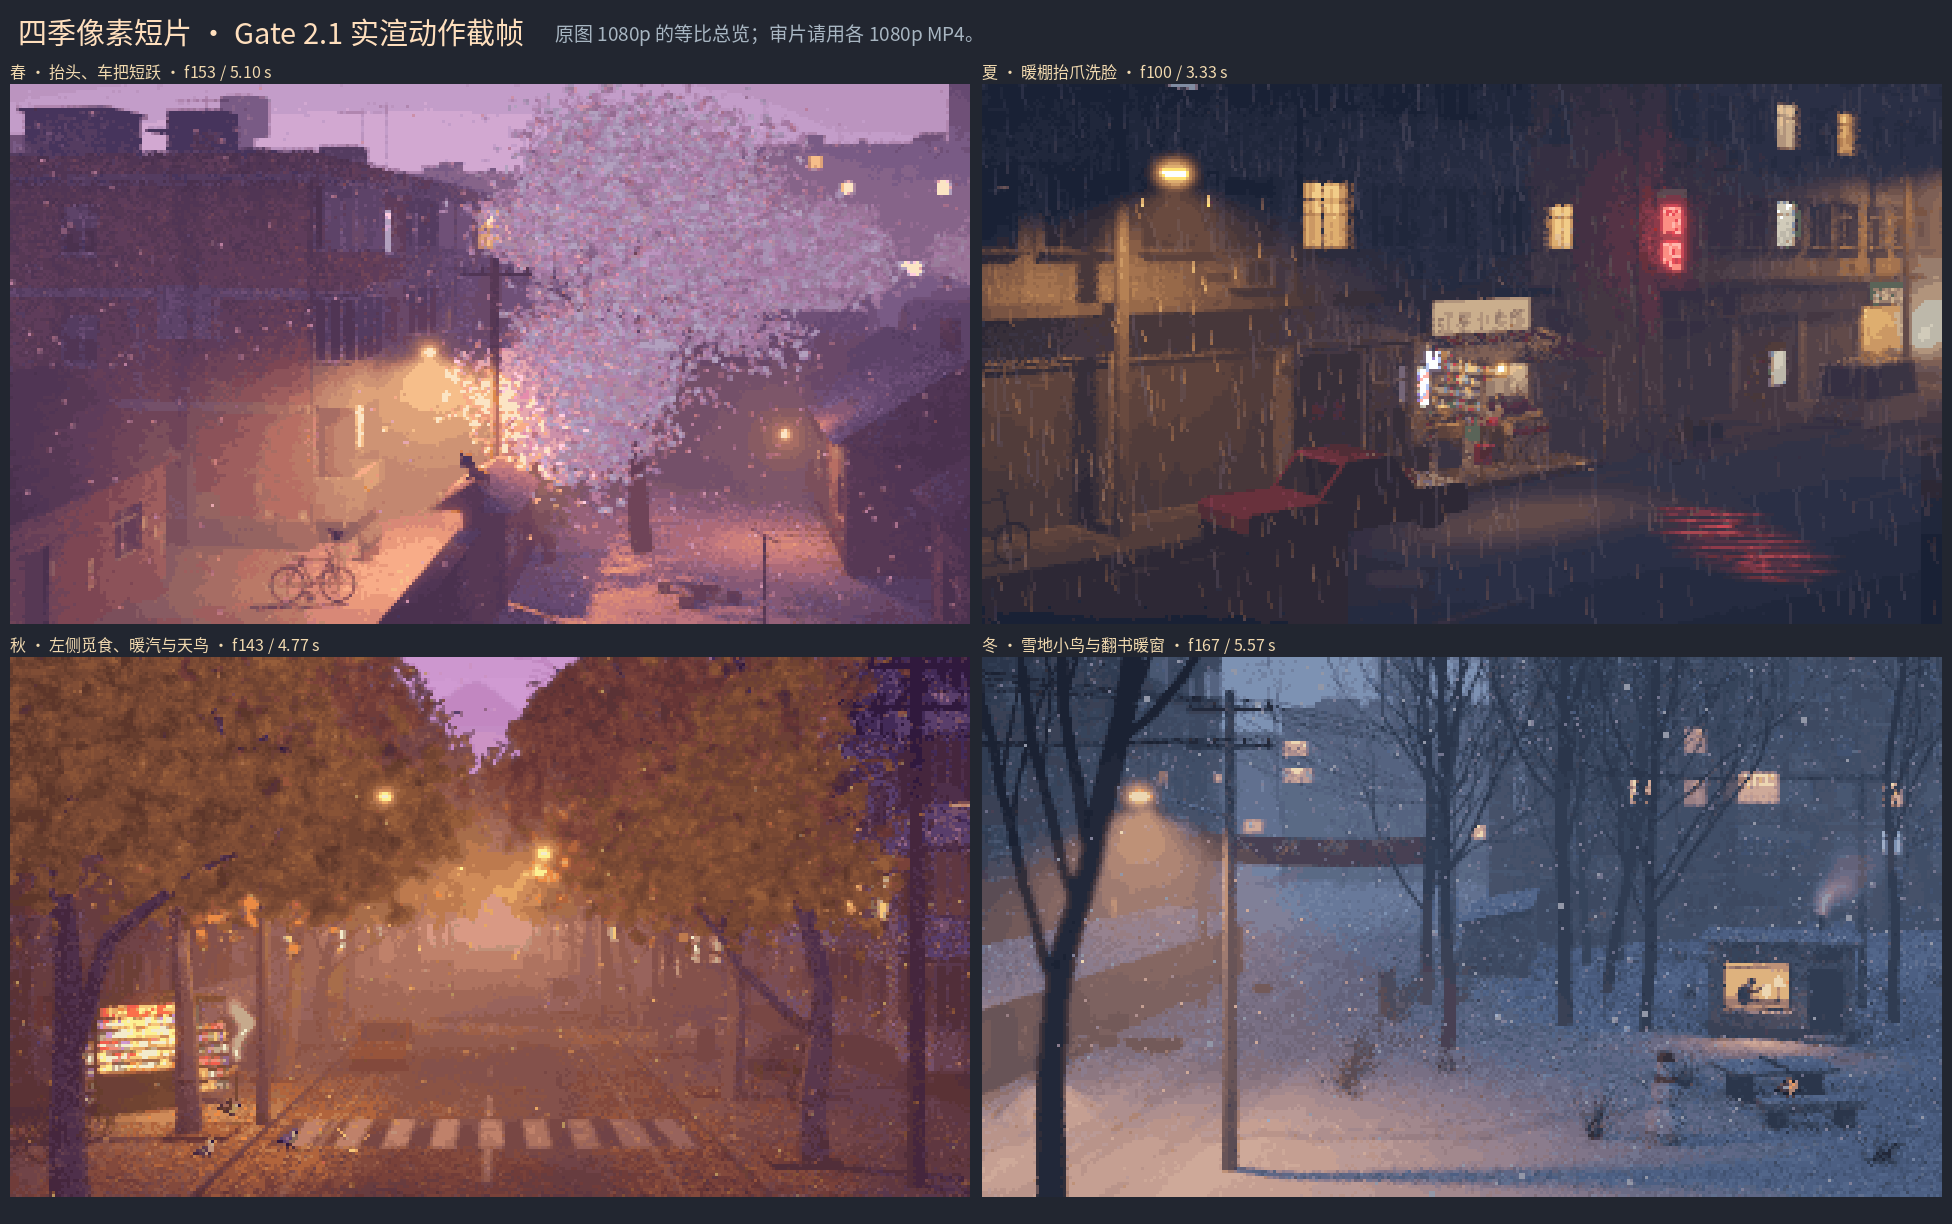 四季像素短片 · Gate 2.1 实渲动作截帧
原图 1080p 的等比总览；审片请用各 1080p MP4。
春 · 抬头、车把短跃 · f153 / 5.10 s
夏 · 暖棚抬爪洗脸 · f100 / 3.33 s
网吧
秋 · 左侧觅食、暖汽与天鸟 · f143 / 4.77 s
冬 · 雪地小鸟与翻书暖窗 · f167 / 5.57 s